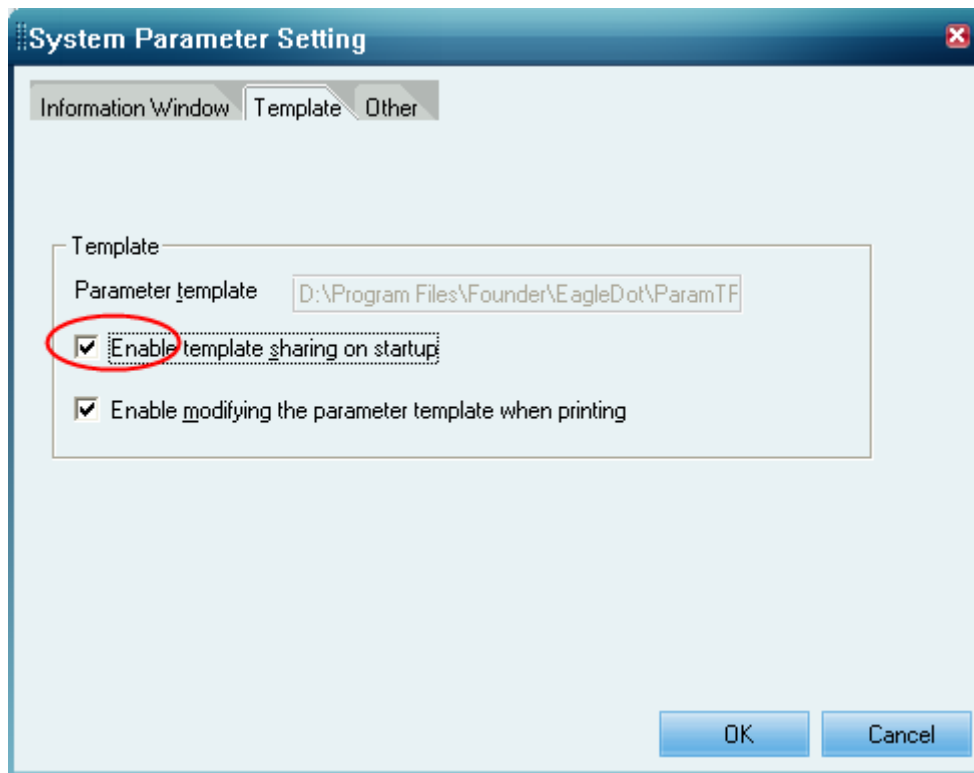 System Parameter Setting
Information Window Template Other
Template
Parameter template D:\Program Files\Founder\EagleDot\ParamTF
Enable template sharing on startup
Enable modifying the parameter template when printing
OK Cancel